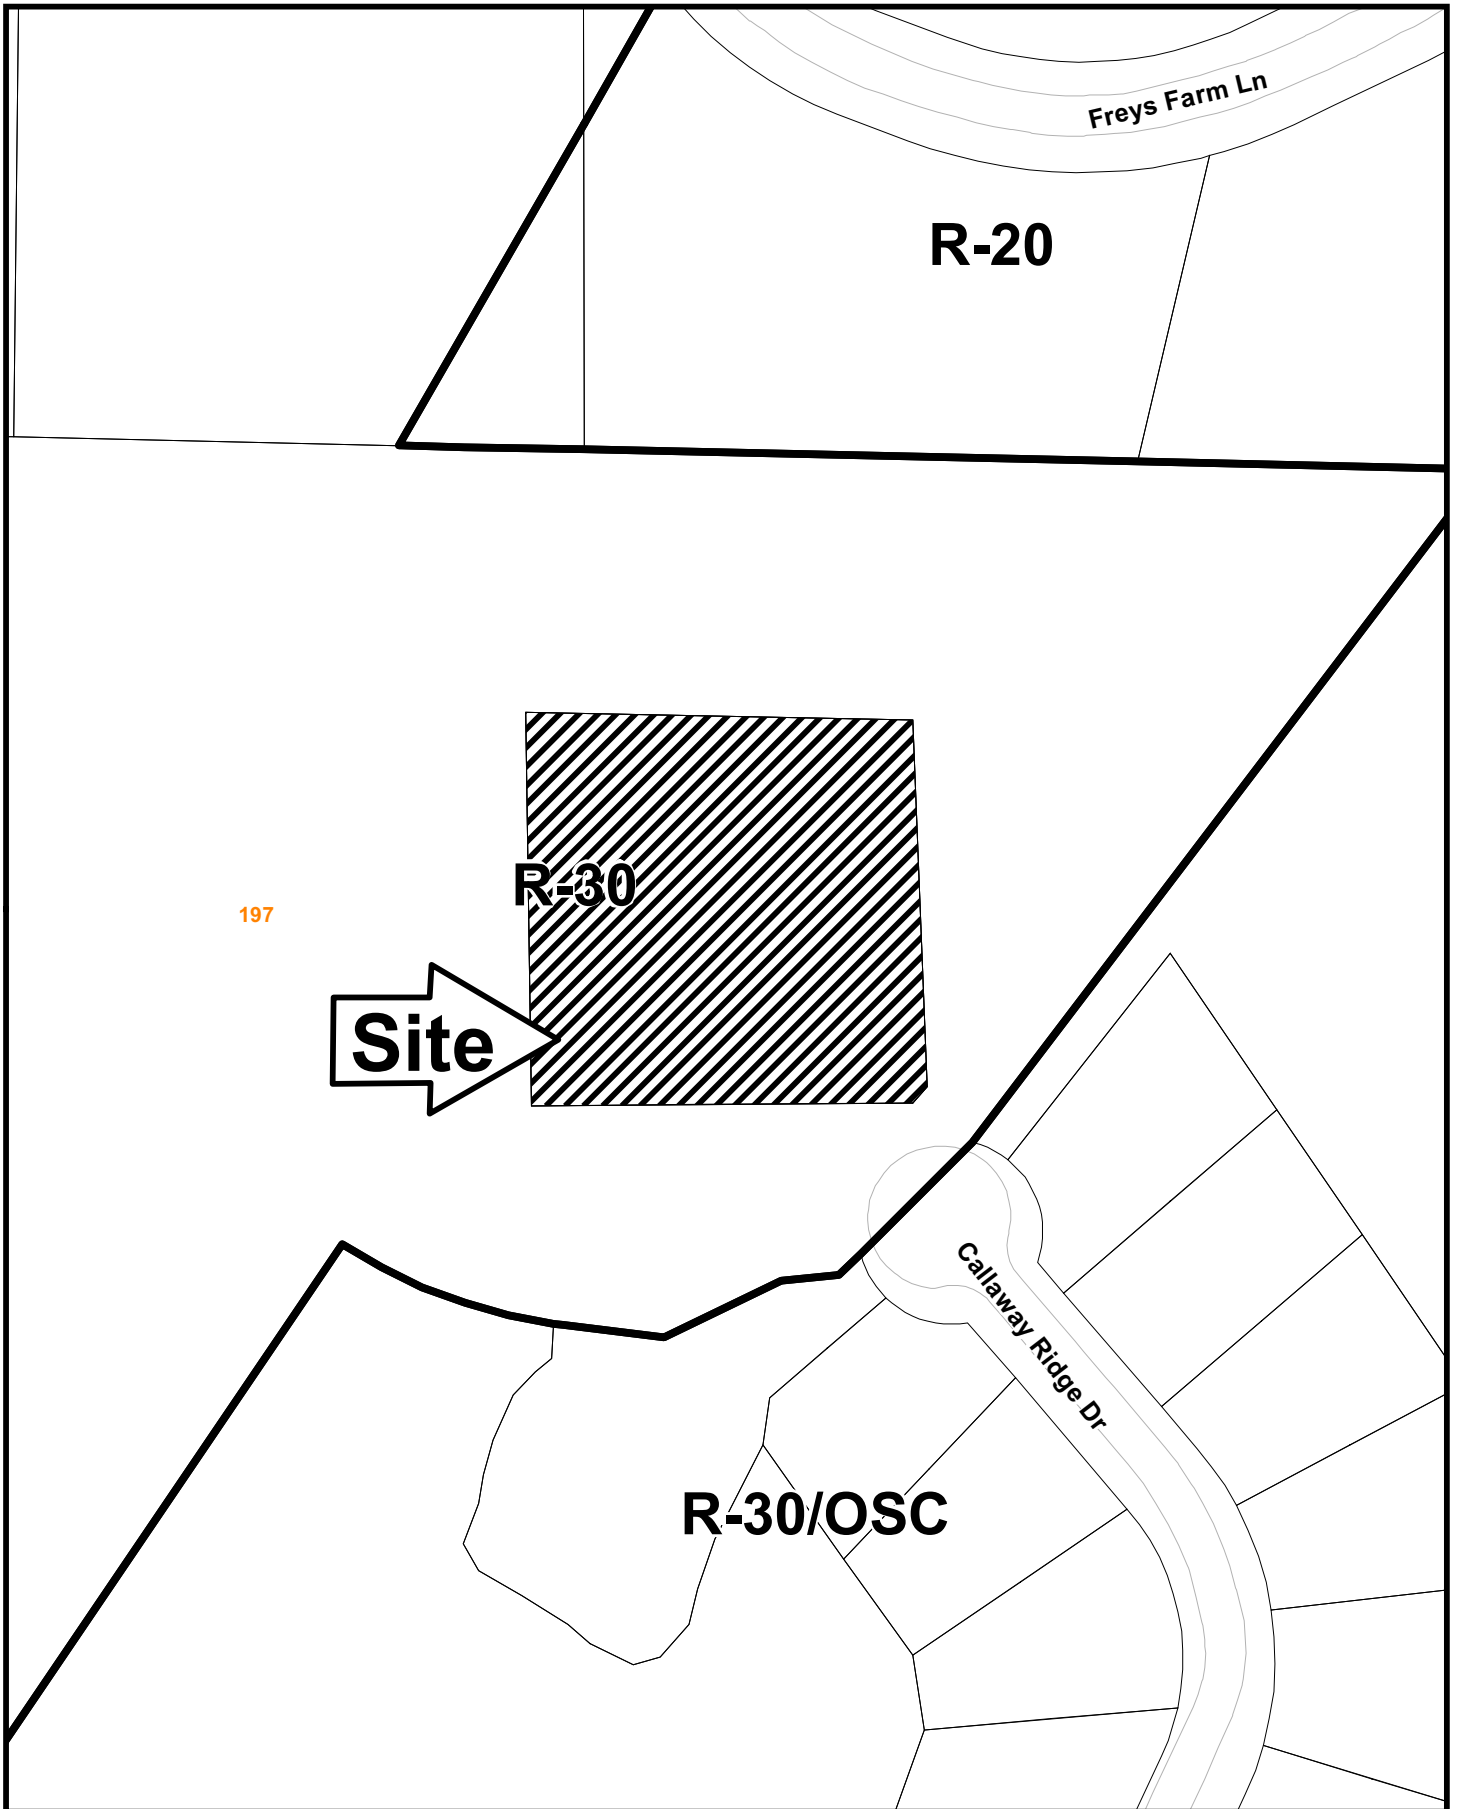 Freys Farm Ln
R-20
R-30
197
Site
Callaway Ridge Dr
R-30/OSC